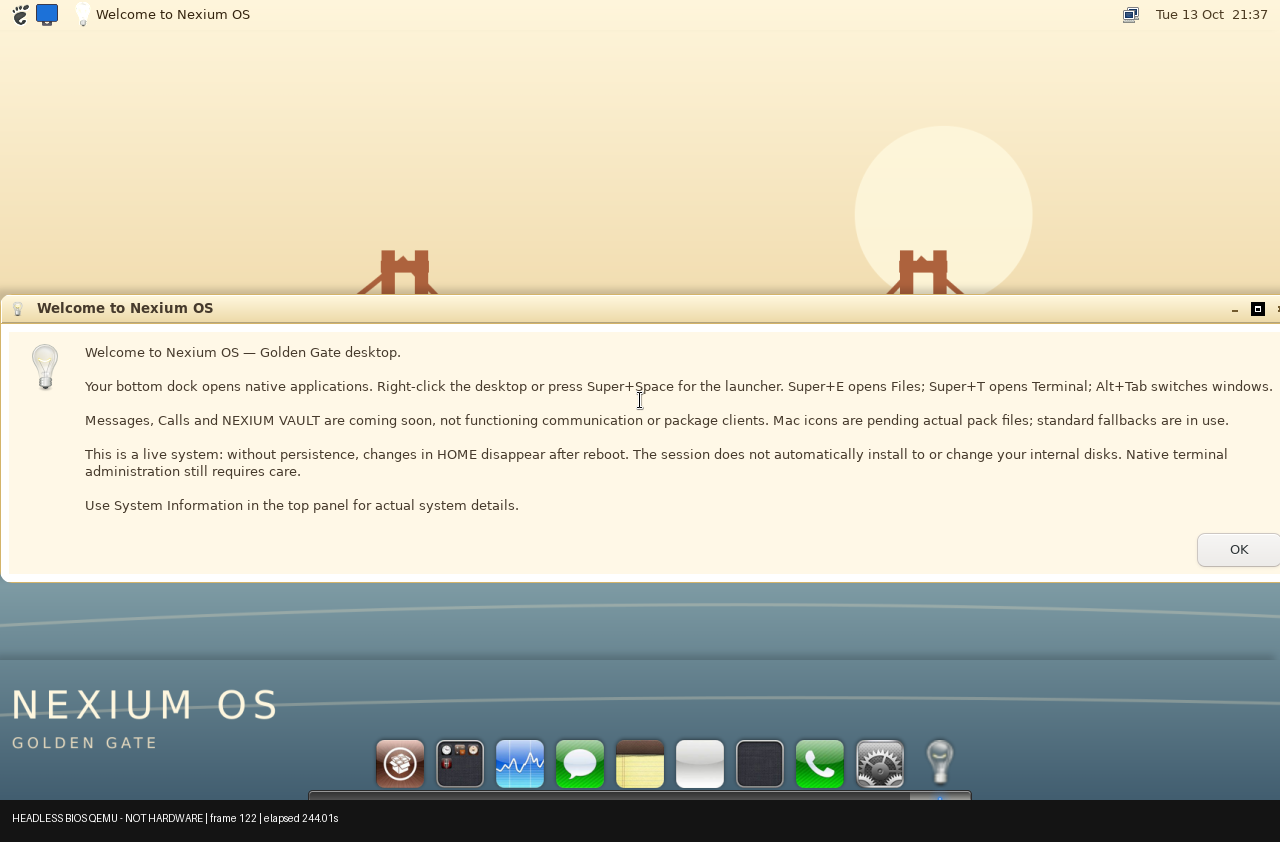 Welcome to Nexium OS
Tue 13 Oct 21:37
Welcome to Nexium OS
Welcome to Nexium OS — Golden Gate desktop.
Your bottom dock opens native applications. Right-click the desktop or press Super+Space for the launcher. Super+E opens Files; Super+T opens Terminal; Alt+Tab switches windows.
Messages, Calls and NEXIUM VAULT are coming soon, not functioning communication or package clients. Mac icons are pending actual pack files; standard fallbacks are in use.
This is a live system: without persistence, changes in HOME disappear after reboot. The session does not automatically install to or change your internal disks. Native terminal
administration still requires care.
Use System Information in the top panel for actual system details.
OK
NEXIUM OS
GOLDEN GATE
HEADLESS BIOS QEMU - NOT HARDWARE | frame 122 | elapsed 244.01s